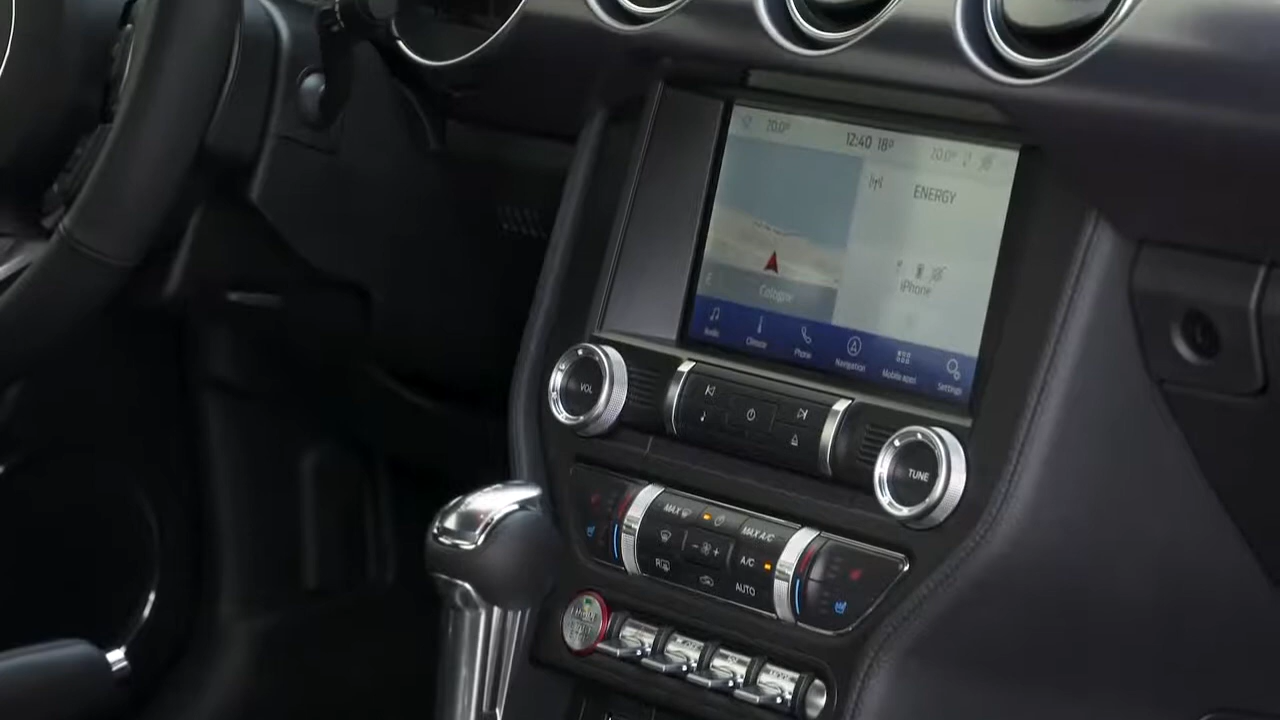 20.0°
12:40 18°
20.0°
ENERGY
iPhone
Cologne
Audio
Climate
Phone
Navigation
Mobile apps
Settings
VOL
TUNE
MAX
MAX A/C
A/C
R
AUTO